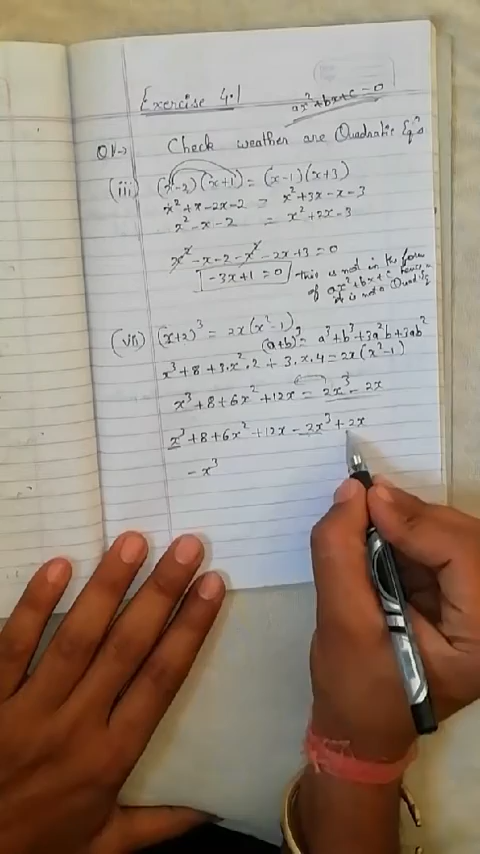 Exercise 4.1
ax² + bx + c = 0
Q1→ Check weather are Quadratic Eqⁿs
(iii) (x-2)(x+1) = (x-1)(x+3)
x² + x - 2x - 2 = x² + 3x - x - 3
x² - x - 2 = x² + 2x - 3
x² - x - 2 - x² - 2x + 3 = 0
-3x + 1 = 0 this is not in the form
of ax² + bx + c hence
it is not a Quad. Eq
(vii) (x+2)³ = 2x(x²-1),
(a+b)³ = a³ + b³ + 3a²b + 3ab²
x³ + 8 + 3·x²·2 + 3·x·4 = 2x(x²-1)
x³ + 8 + 6x² + 12x = 2x³ - 2x
x³ + 8 + 6x² + 12x - 2x³ + 2x
-x³